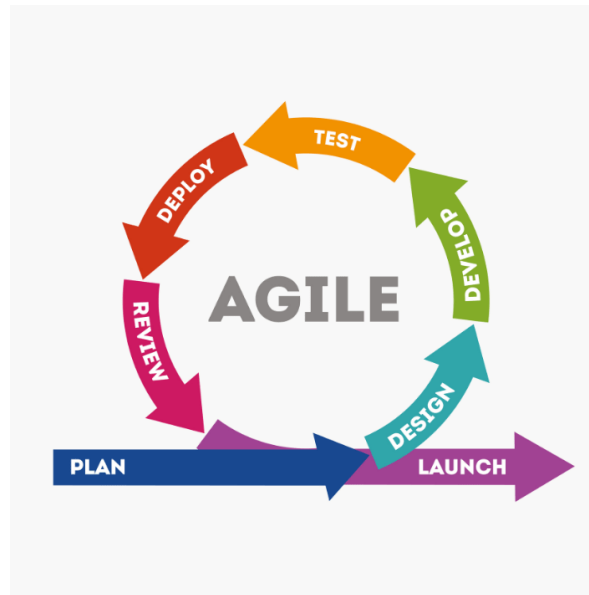 PLAN
DESIGN
DEVELOP
TEST
DEPLOY
REVIEW
LAUNCH
AGILE